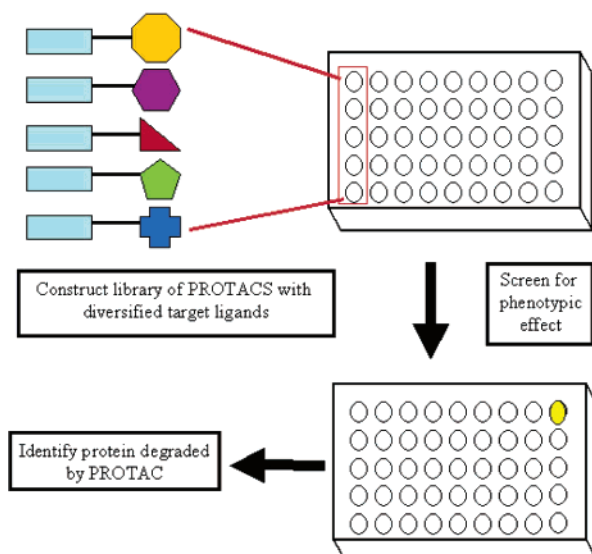 Construct library of PROTACS with
diversified target ligands
Screen for
phenotypic
effect
Identify protein degraded
by PROTAC